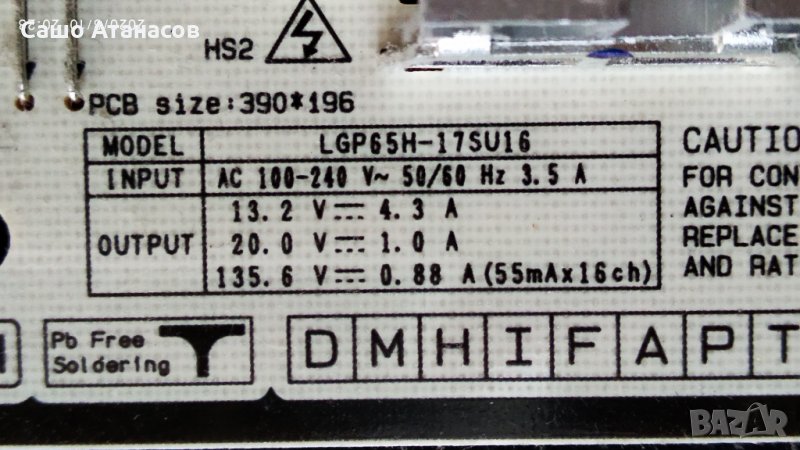 Сашо Атанасов
HS2
PCB size:390*196
MODEL LGP65H-17SU16
INPUT AC 100-240 V~ 50/60 Hz 3.5 A
OUTPUT
13.2 V⎓ 4.3 A
20.0 V⎓ 1.0 A
135.6 V⎓ 0.88 A(55mAx16ch)
CAUTIO
FOR CON
AGAINST
REPLACE
AND RAT
Pb Free
Soldering
D M H I F A P T
BAZAR